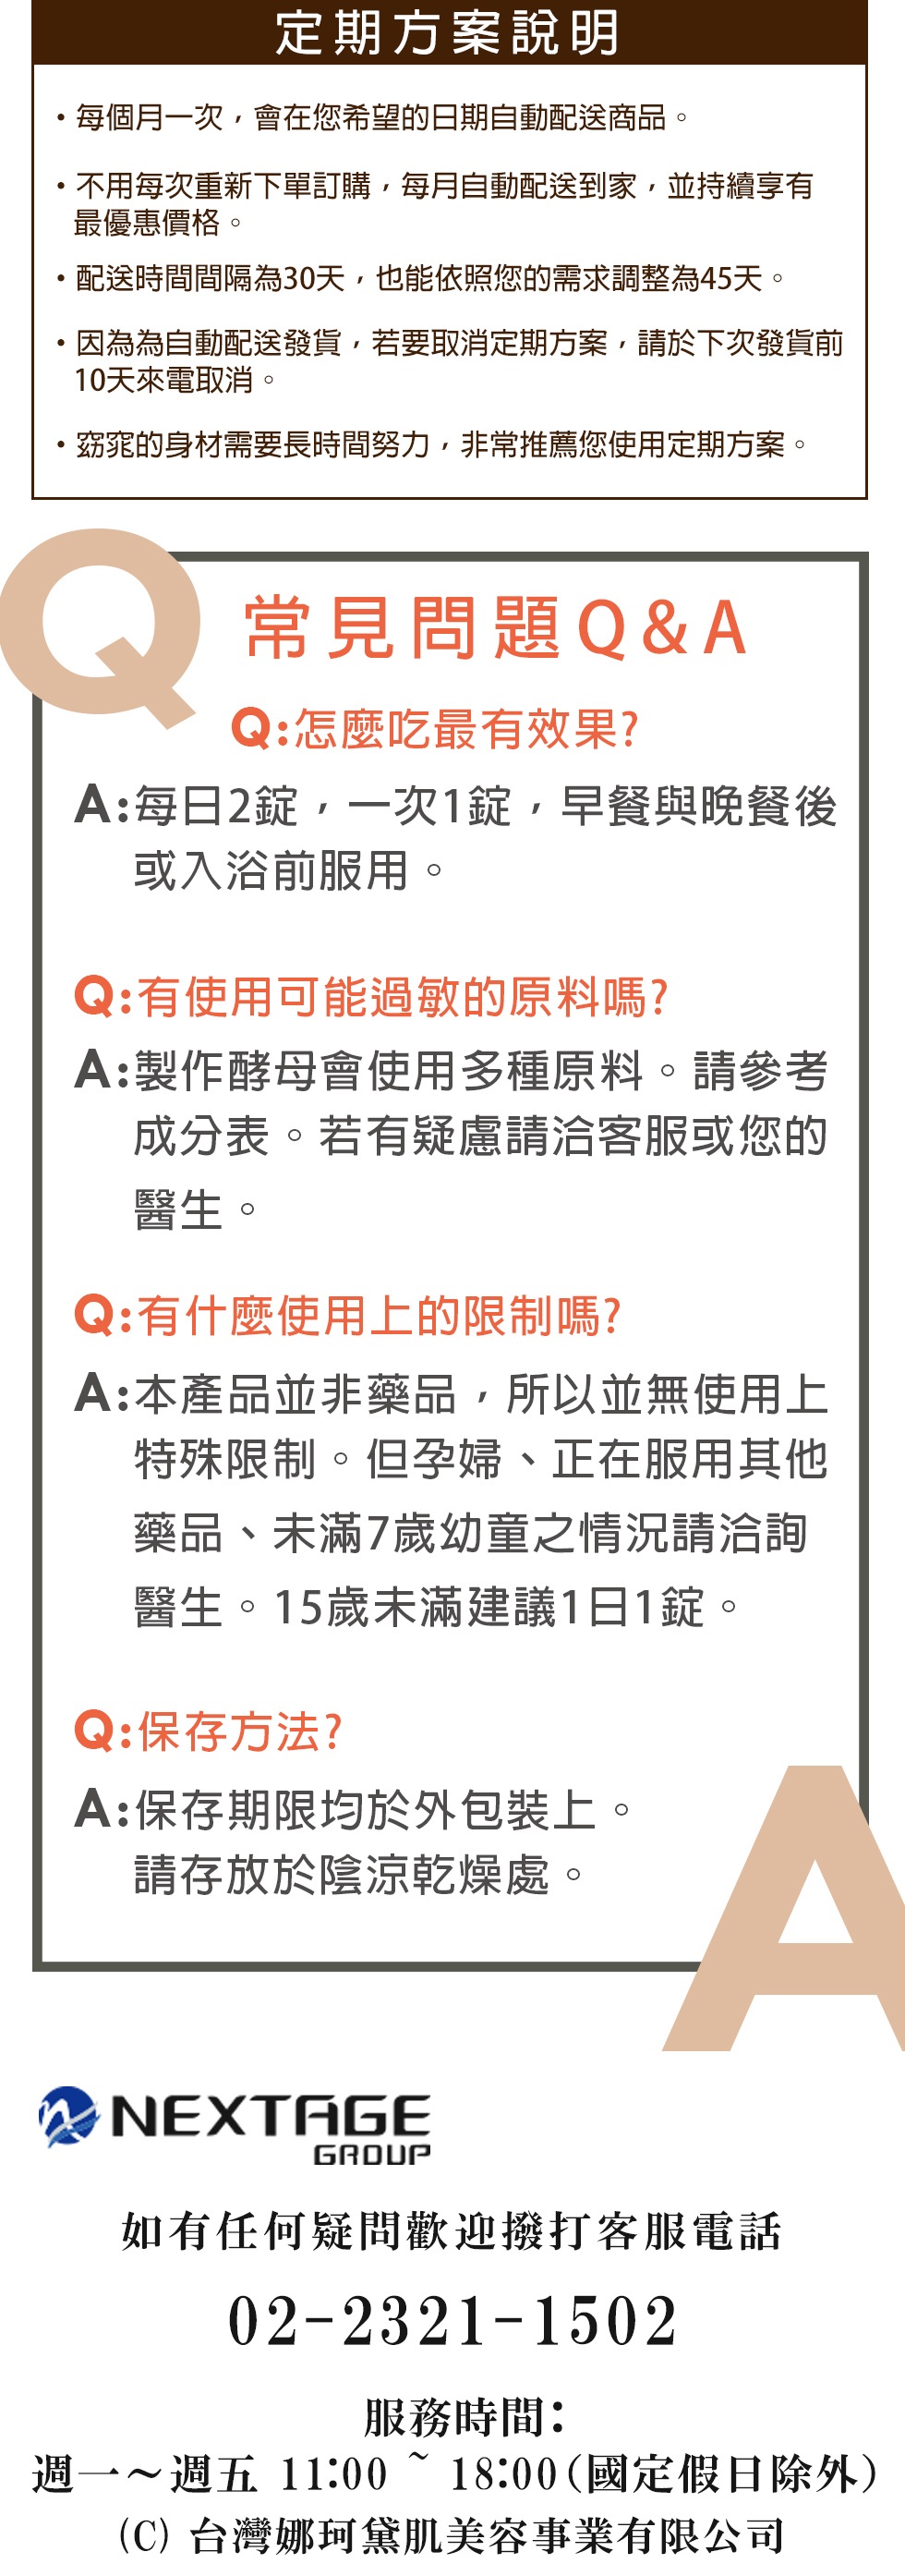 定期方案說明
・每個月一次，會在您希望的日期自動配送商品。
・不用每次重新下單訂購，每月自動配送到家，並持續享有
最優惠價格。
・配送時間間隔為30天，也能依照您的需求調整為45天。
・因為為自動配送發貨，若要取消定期方案，請於下次發貨前
10天來電取消。
・窈窕的身材需要長時間努力，非常推薦您使用定期方案。
Q
常見問題Q&A
Q:怎麼吃最有效果?
A:每日2錠，一次1錠，早餐與晚餐後
或入浴前服用。
Q:有使用可能過敏的原料嗎?
A:製作酵母會使用多種原料。請參考
成分表。若有疑慮請洽客服或您的
醫生。
Q:有什麼使用上的限制嗎?
A:本產品並非藥品，所以並無使用上
特殊限制。但孕婦、正在服用其他
藥品、未滿7歲幼童之情況請洽詢
醫生。15歲未滿建議1日1錠。
Q:保存方法?
A:保存期限均於外包裝上。
請存放於陰涼乾燥處。
A
NEXTAGE
GROUP
如有任何疑問歡迎撥打客服電話
02-2321-1502
服務時間：
週一～週五 11:00 ~ 18:00(國定假日除外)
(C) 台灣娜珂黛肌美容事業有限公司